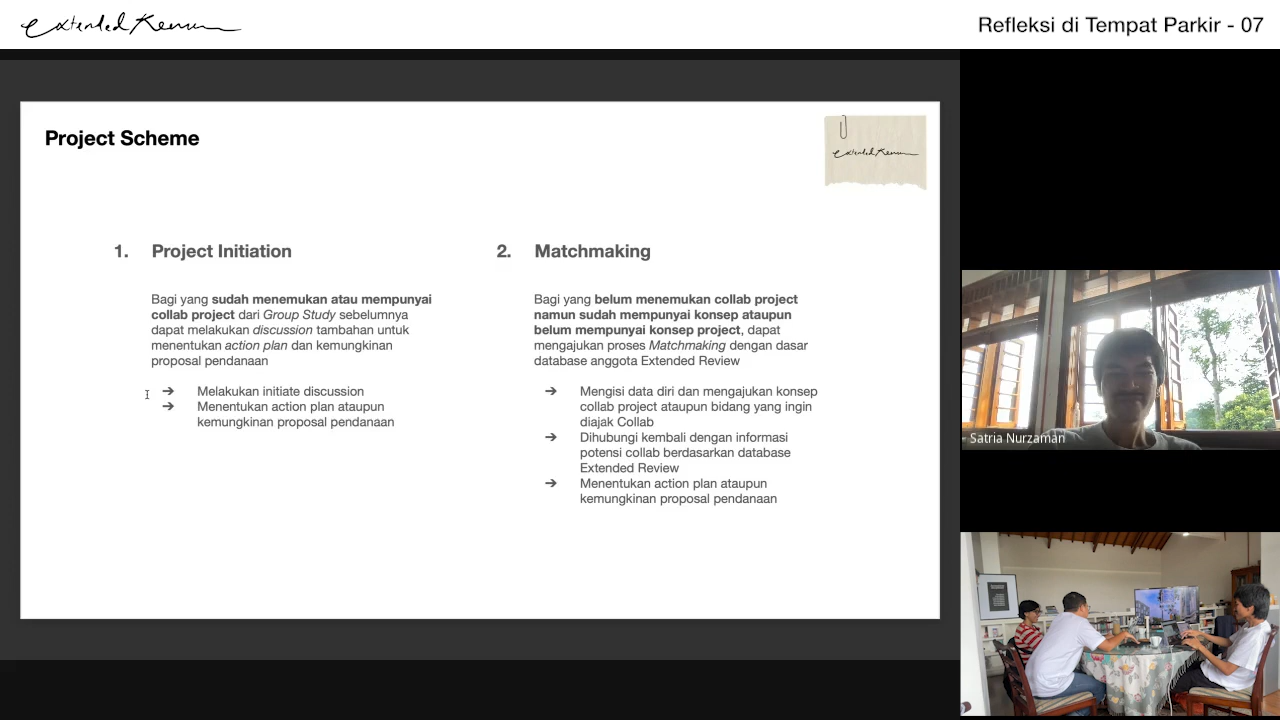 Extended Review
Refleksi di Tempat Parkir - 07
Project Scheme
Extended Review
1. Project Initiation
Bagi yang sudah menemukan atau mempunyai
collab project dari Group Study sebelumnya
dapat melakukan discussion tambahan untuk
menentukan action plan dan kemungkinan
proposal pendanaan
➔ Melakukan initiate discussion
➔ Menentukan action plan ataupun
kemungkinan proposal pendanaan
2. Matchmaking
Bagi yang belum menemukan collab project
namun sudah mempunyai konsep ataupun
belum mempunyai konsep project, dapat
mengajukan proses Matchmaking dengan dasar
database anggota Extended Review
➔ Mengisi data diri dan mengajukan konsep
collab project ataupun bidang yang ingin
diajak Collab
➔ Dihubungi kembali dengan informasi
potensi collab berdasarkan database
Extended Review
➔ Menentukan action plan ataupun
kemungkinan proposal pendanaan
Satria Nurzaman